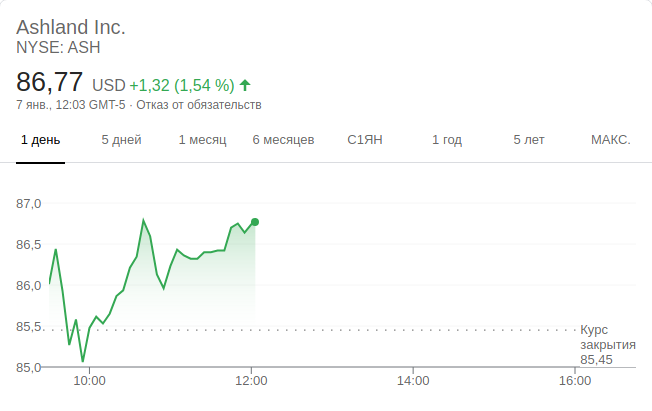 Ashland Inc.
NYSE: ASH
86,77 USD +1,32 (1,54 %)
7 янв., 12:03 GMT-5 · Отказ от обязательств
1 день 5 дней 1 месяц 6 месяцев С1ЯН 1 год 5 лет МАКС.
87,0
86,5
86,0
85,5
85,0
Курс
закрытия
85,45
10:00 12:00 14:00 16:00